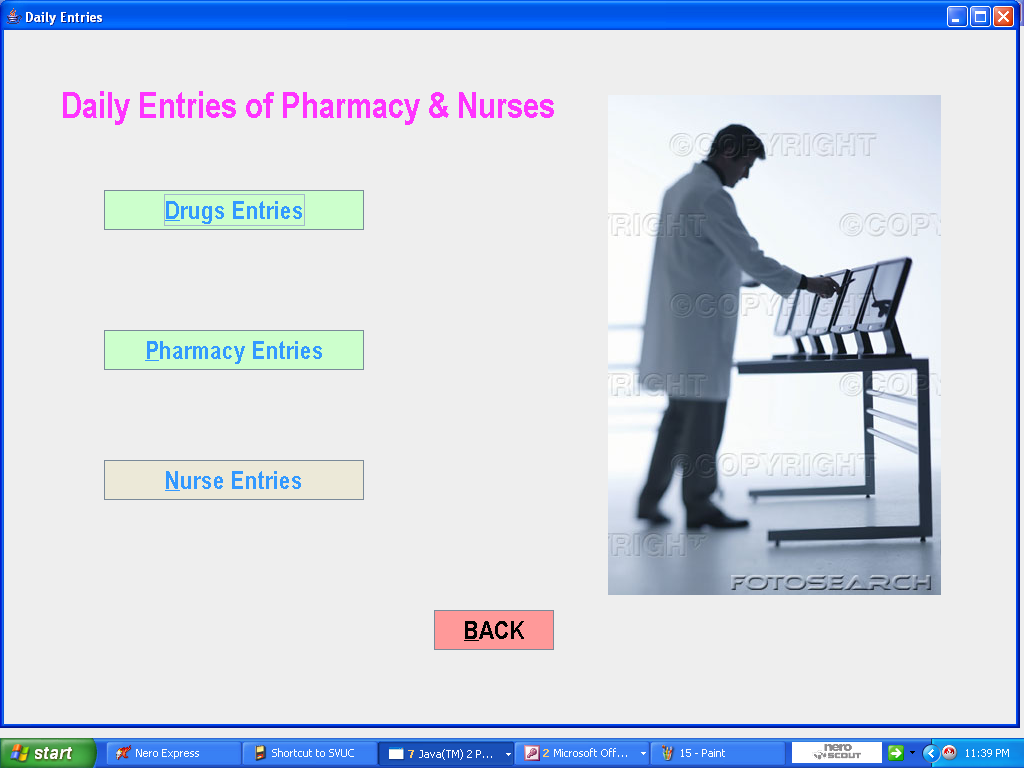 Daily Entries
Daily Entries of Pharmacy & Nurses
Drugs Entries
Pharmacy Entries
Nurse Entries
BACK
©COPYRIGHT
RIGHT ©COPY
©COPYRIGHT
RIGHT ©COPY
©COPYRIGHT
RIGHT
FOTOSEARCH
start
Nero Express
Shortcut to SVUC
7 Java(TM) 2 P...
2 Microsoft Off...
15 - Paint
nero
SCOUT
11:39 PM